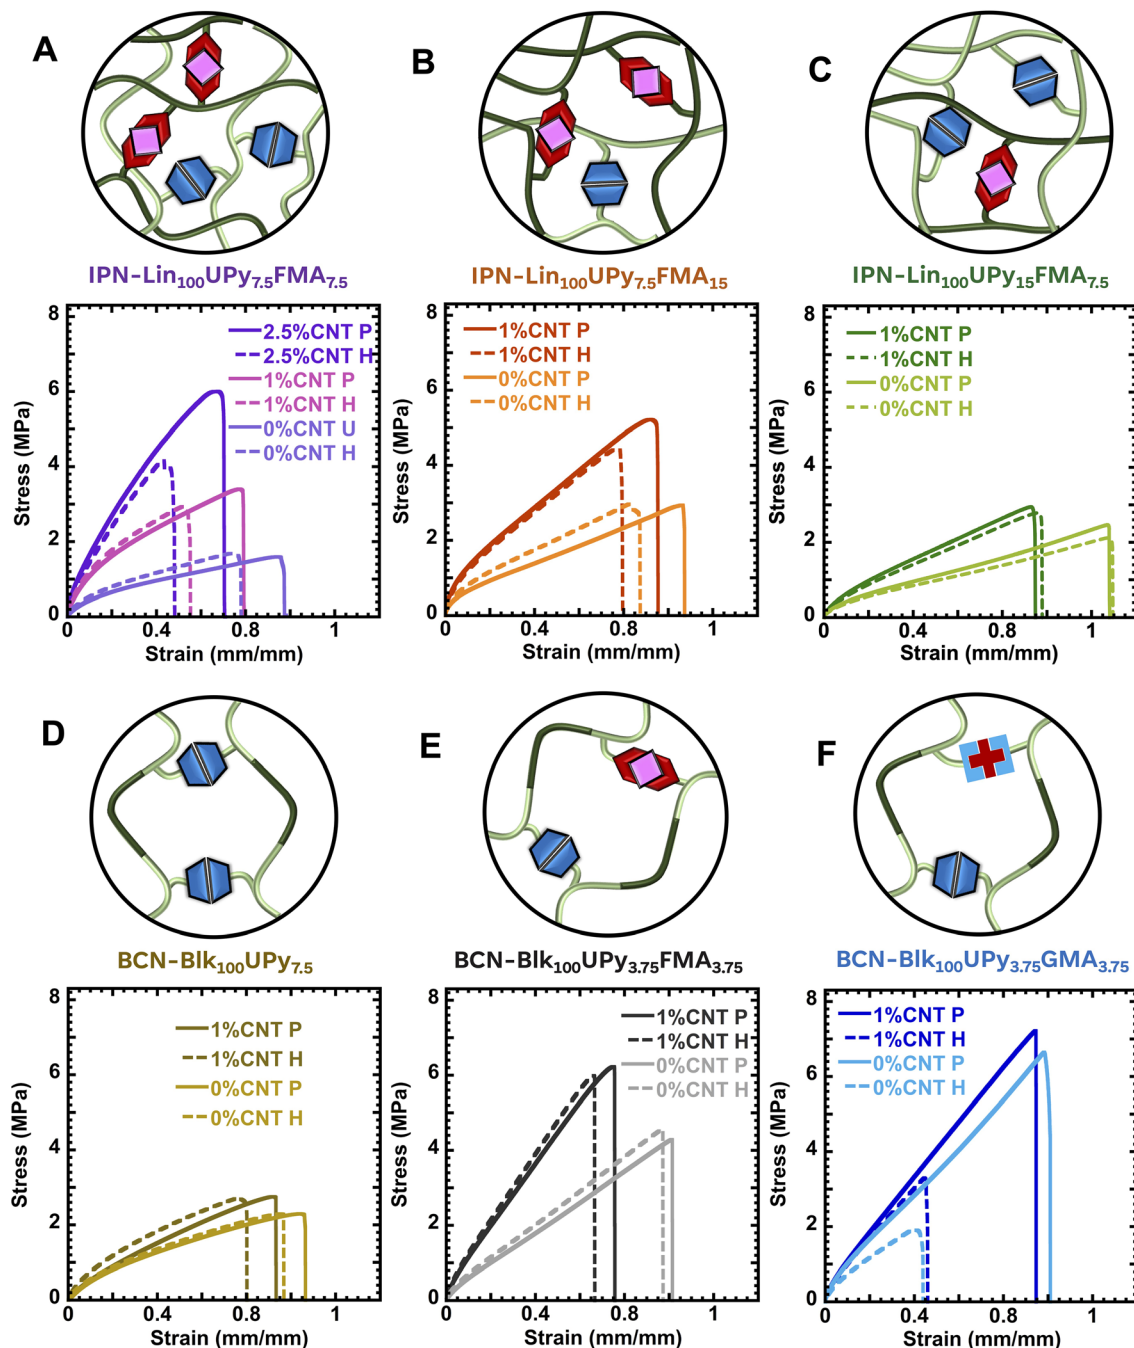 A
B
C
IPN-Lin₁₀₀UPy₇.₅FMA₇.₅
IPN-Lin₁₀₀UPy₇.₅FMA₁₅
IPN-Lin₁₀₀UPy₁₅FMA₇.₅
8
6
4
2
0
Stress (MPa)
2.5%CNT P
2.5%CNT H
1%CNT P
1%CNT H
0%CNT U
0%CNT H
0 0.4 0.8 1
Strain (mm/mm)
8
6
4
2
0
Stress (MPa)
1%CNT P
1%CNT H
0%CNT P
0%CNT H
0 0.4 0.8 1
Strain (mm/mm)
8
6
4
2
0
Stress (MPa)
1%CNT P
1%CNT H
0%CNT P
0%CNT H
0 0.4 0.8 1
Strain (mm/mm)
D
E
F
BCN-Blk₁₀₀UPy₇.₅
BCN-Blk₁₀₀UPy₃.₇₅FMA₃.₇₅
BCN-Blk₁₀₀UPy₃.₇₅GMA₃.₇₅
8
6
4
2
0
Stress (MPa)
1%CNT P
1%CNT H
0%CNT P
0%CNT H
0 0.4 0.8 1
Strain (mm/mm)
8
6
4
2
0
Stress (MPa)
1%CNT P
1%CNT H
0%CNT P
0%CNT H
0 0.4 0.8 1
Strain (mm/mm)
8
6
4
2
0
Stress (MPa)
1%CNT P
1%CNT H
0%CNT P
0%CNT H
0 0.4 0.8 1
Strain (mm/mm)